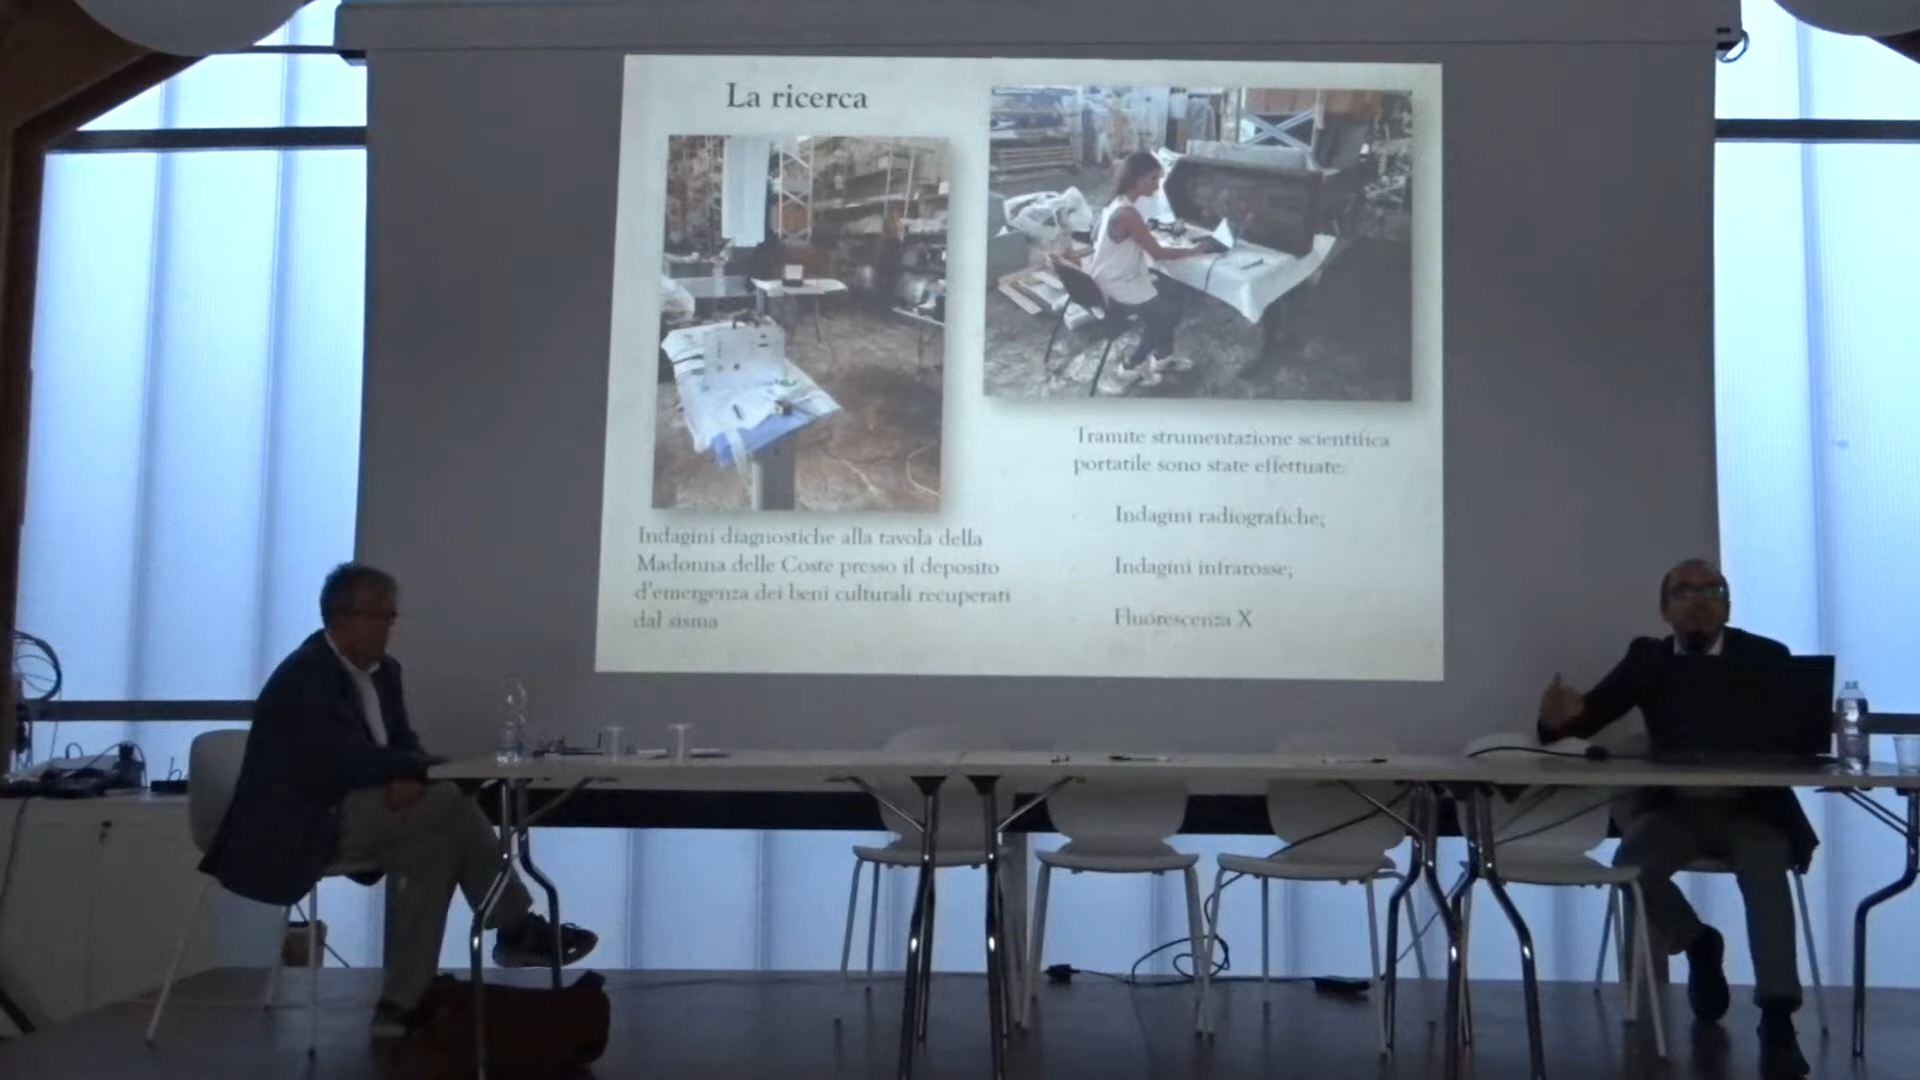 La ricerca
Indagini diagnostiche alla tavola della
Madonna delle Coste presso il deposito
d'emergenza dei beni culturali recuperati
dal sisma
Tramite strumentazione scientifica
portatile sono state effettuate:
Indagini radiografiche;
Indagini infrarosse;
Fluorescenza X